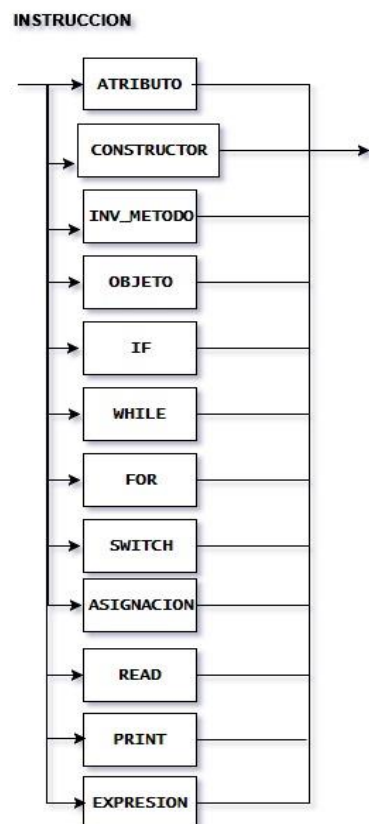 INSTRUCCION
ATRIBUTO
CONSTRUCTOR
INV_METODO
OBJETO
IF
WHILE
FOR
SWITCH
ASIGNACION
READ
PRINT
EXPRESION